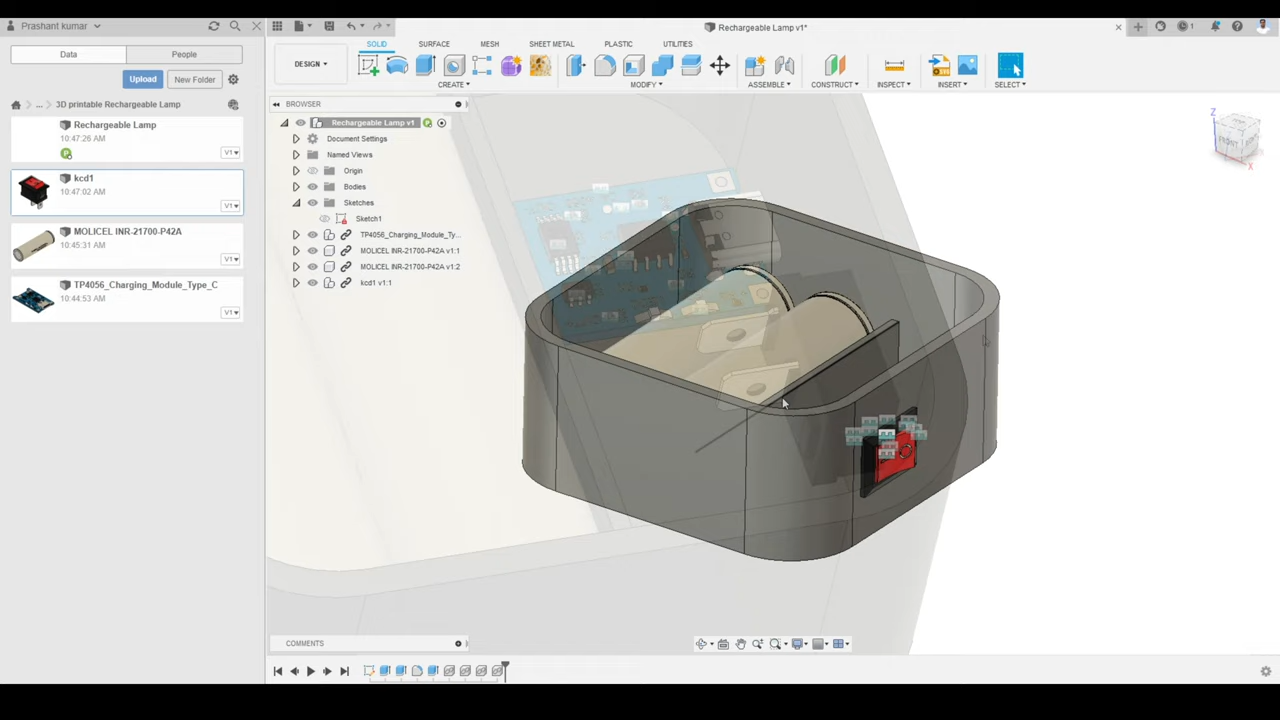 Prashant kumar
Rechargeable Lamp v1*
1
Data
People
Upload
New Folder
... 3D printable Rechargeable Lamp
Rechargeable Lamp
10:47:26 AM
V1
kcd1
10:47:02 AM
V1
MOLICEL INR-21700-P42A
10:45:31 AM
V1
TP4056_Charging_Module_Type_C
10:44:53 AM
V1
DESIGN
SOLID
SURFACE
MESH
SHEET METAL
PLASTIC
UTILITIES
CREATE
MODIFY
ASSEMBLE
CONSTRUCT
INSPECT
INSERT
SELECT
BROWSER
Rechargeable Lamp v1
Document Settings
Named Views
Origin
Bodies
Sketches
Sketch1
TP4056_Charging_Module_Ty...
MOLICEL INR-21700-P42A v1:1
MOLICEL INR-21700-P42A v1:2
kcd1 v1:1
Z
FRONT
X
COMMENTS